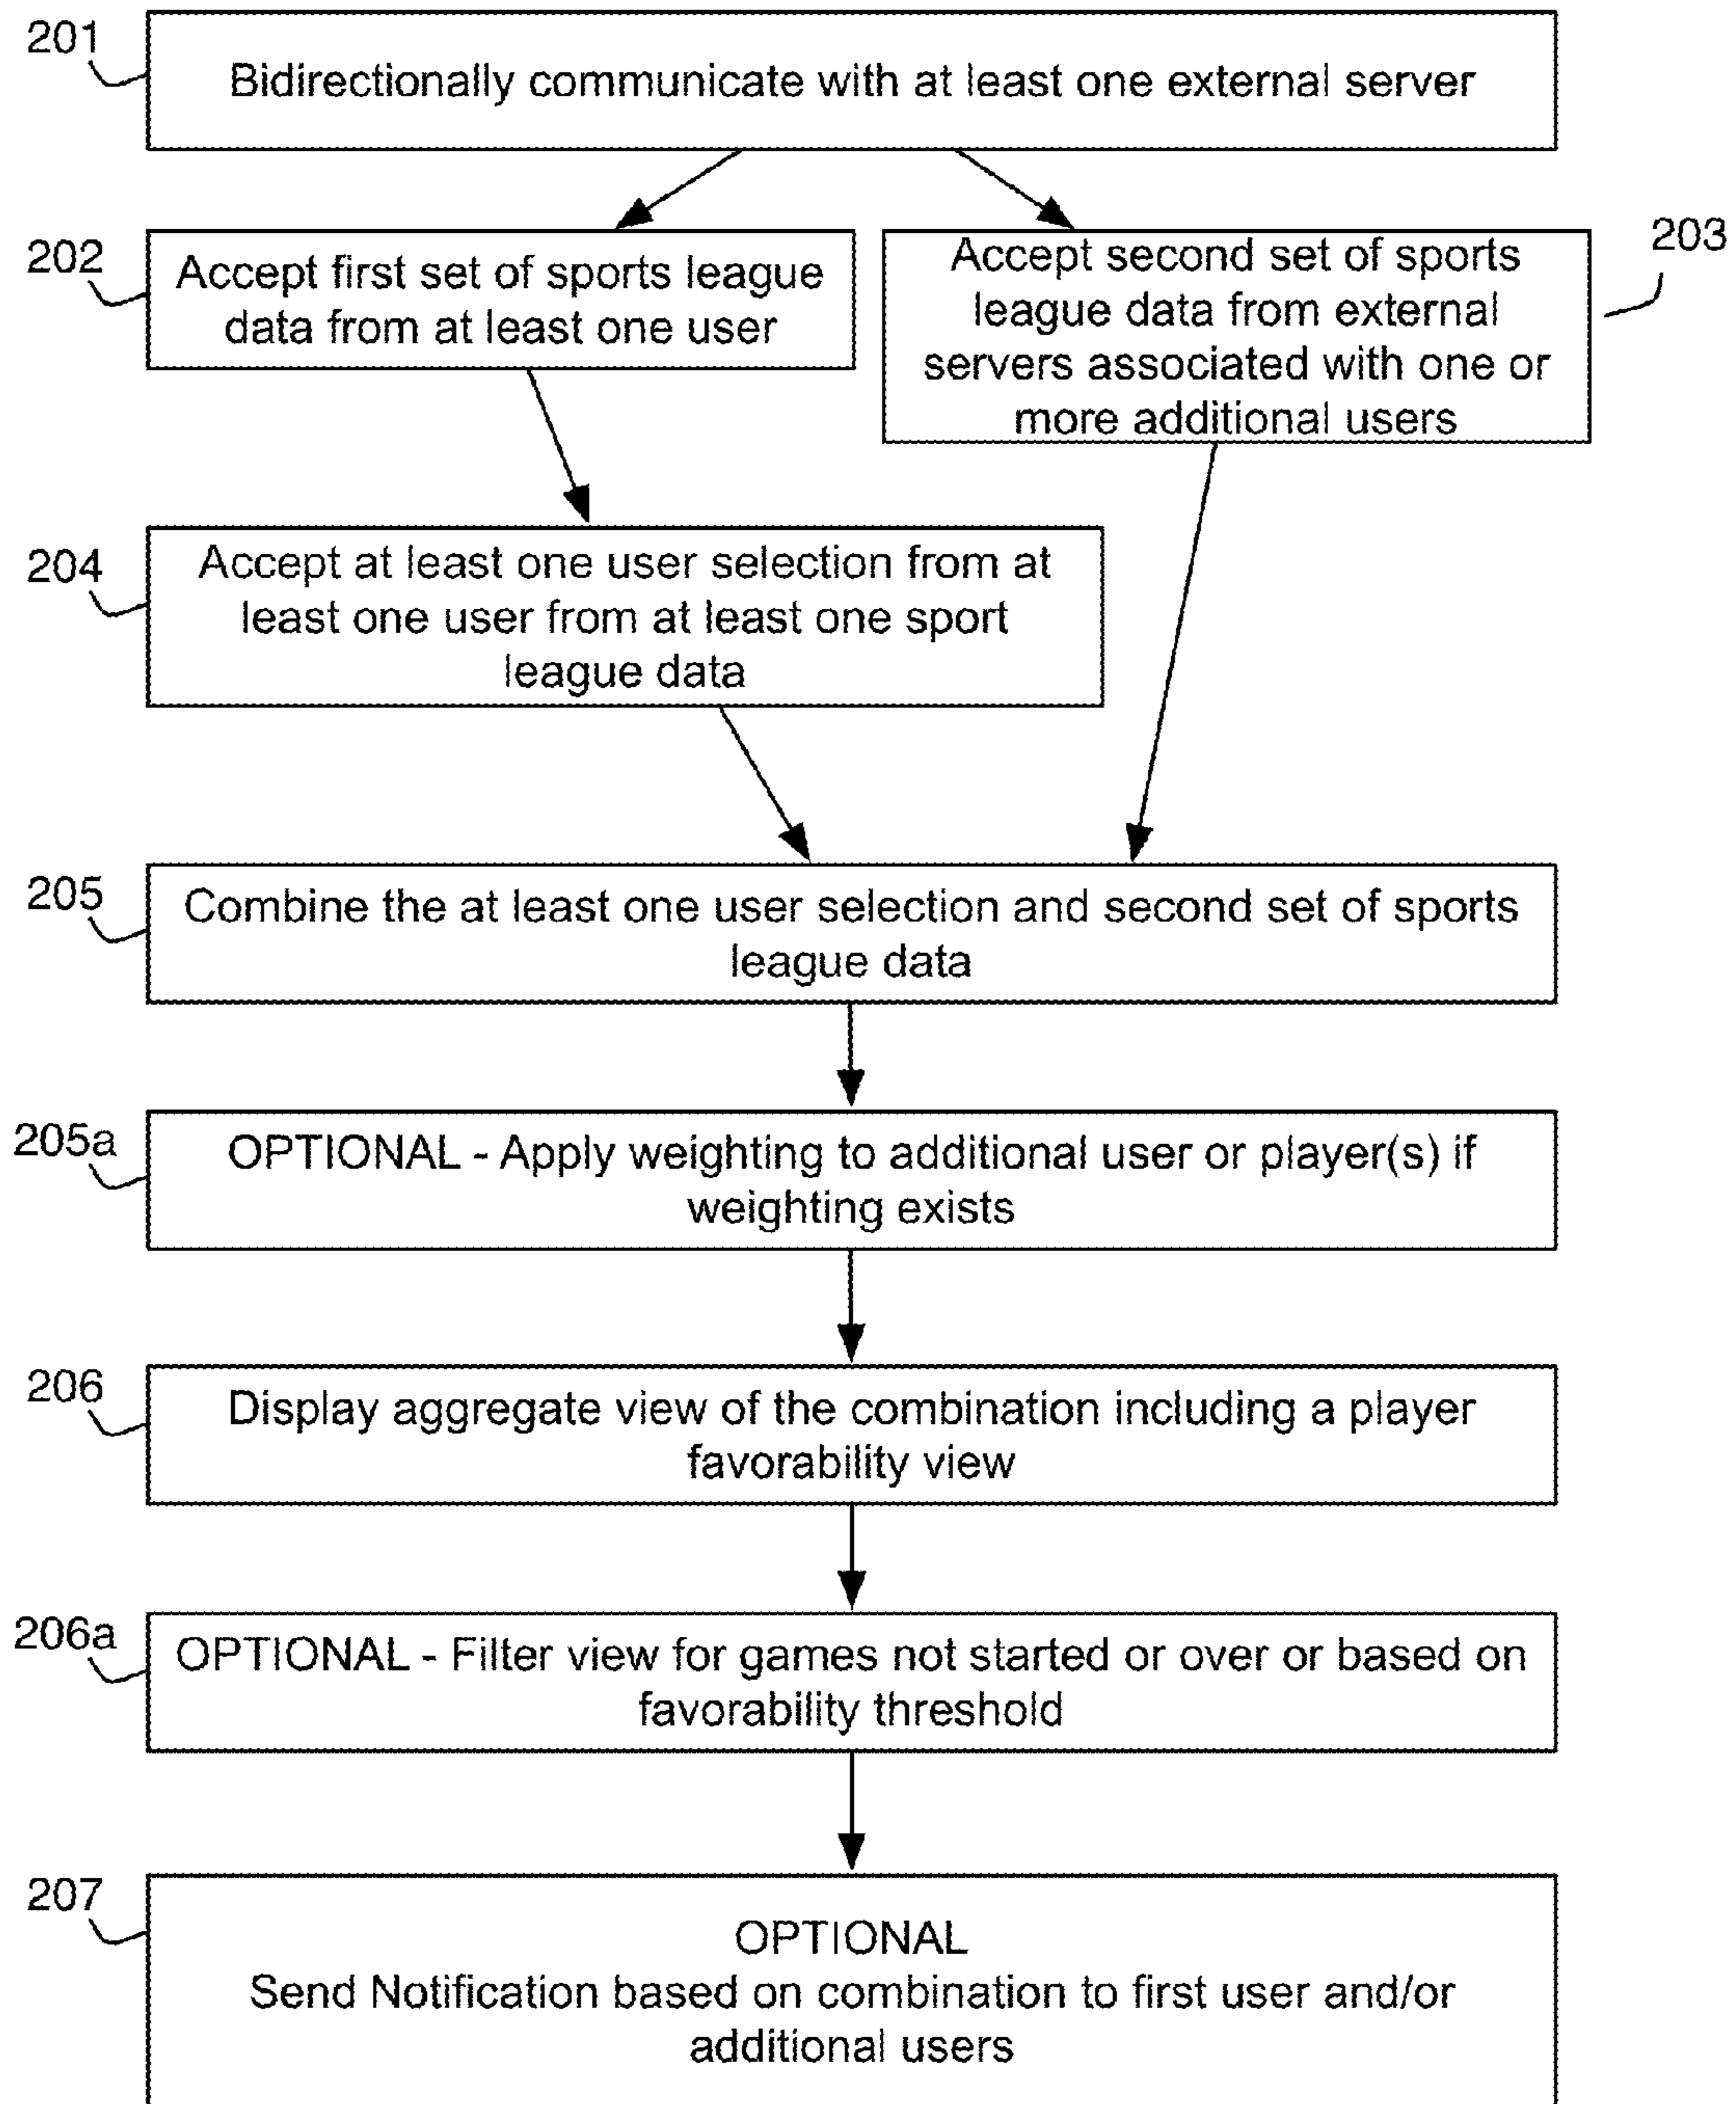 201
Bidirectionally communicate with at least one external server
202
Accept first set of sports league
data from at least one user
203
Accept second set of sports
league data from external
servers associated with one or
more additional users
204
Accept at least one user selection from at
least one user from at least one sport
league data
205
Combine the at least one user selection and second set of sports
league data
205a
OPTIONAL - Apply weighting to additional user or player(s) if
weighting exists
206
Display aggregate view of the combination including a player
favorability view
206a
OPTIONAL - Filter view for games not started or over or based on
favorability threshold
207
OPTIONAL
Send Notification based on combination to first user and/or
additional users